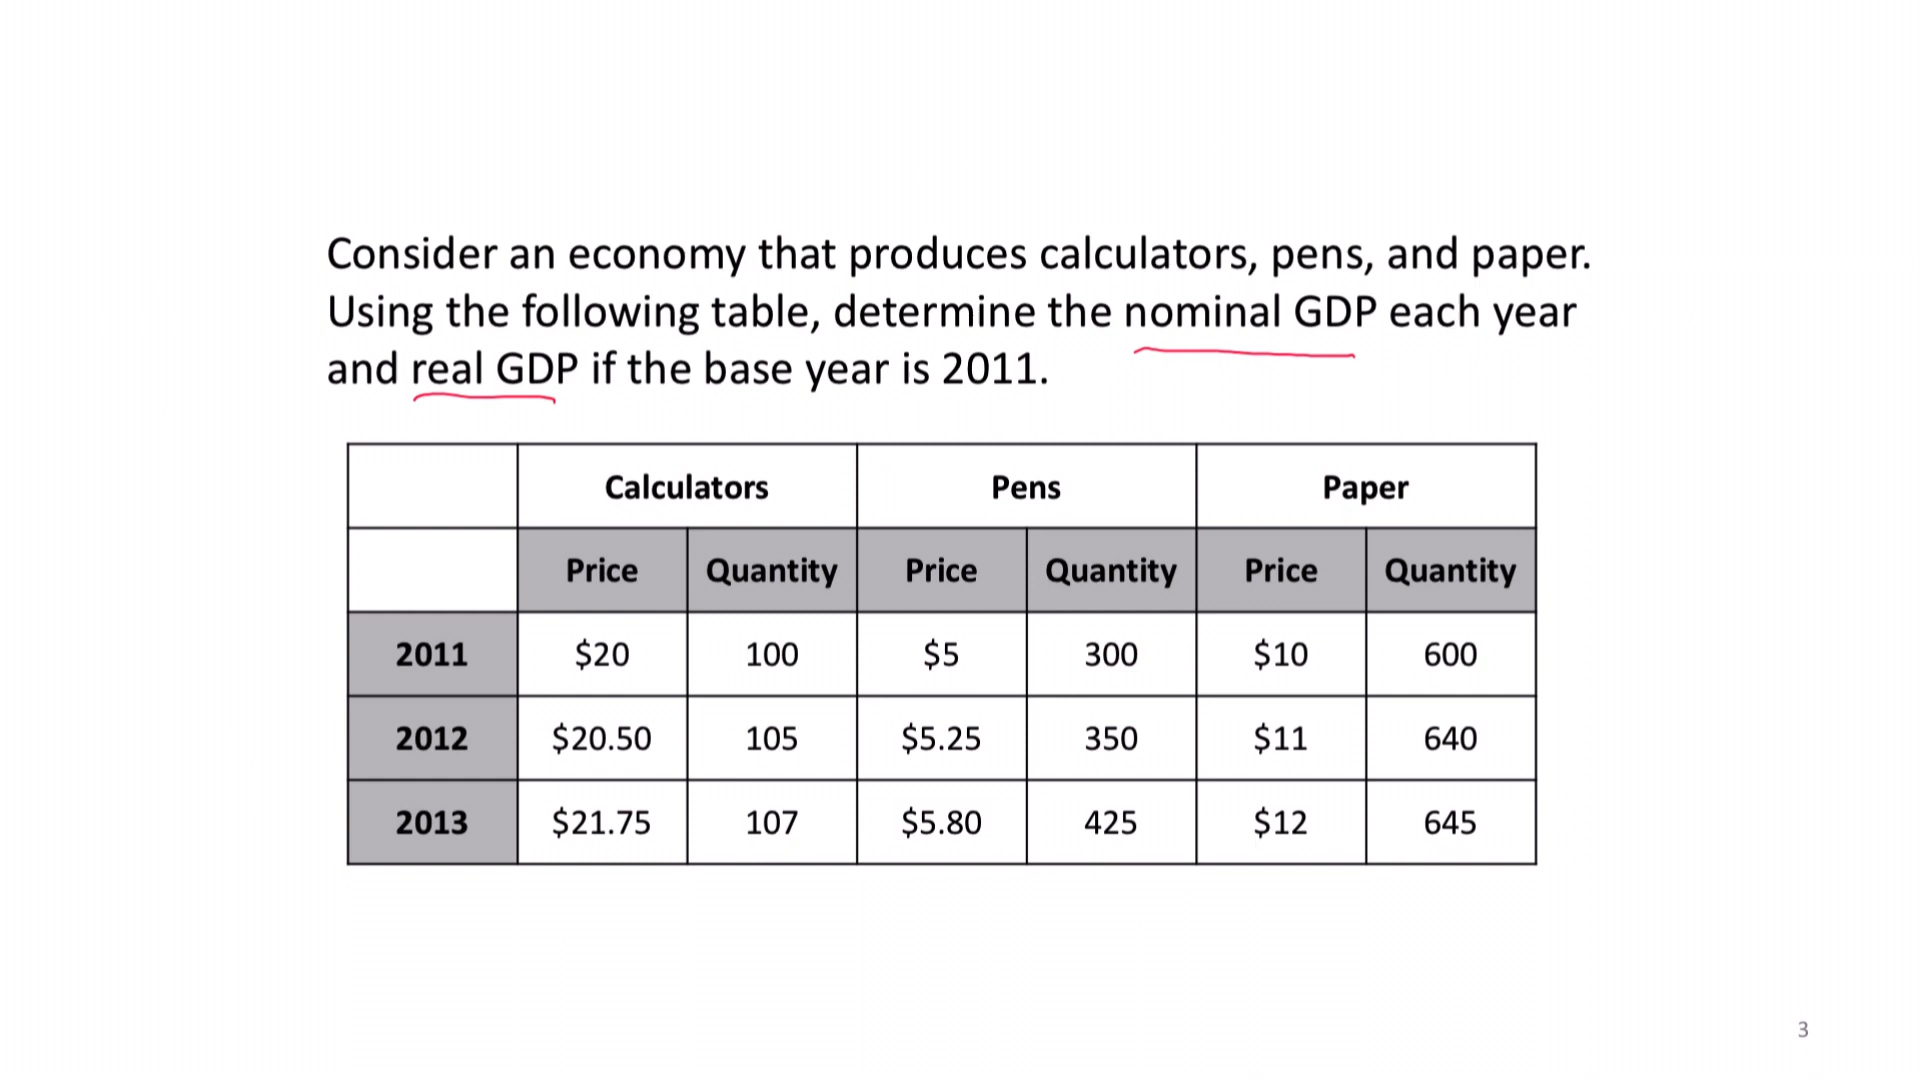 Consider an economy that produces calculators, pens, and paper.
Using the following table, determine the nominal GDP each year
and real GDP if the base year is 2011.
Calculators Pens Paper
Price Quantity Price Quantity Price Quantity
2011 $20 100 $5 300 $10 600
2012 $20.50 105 $5.25 350 $11 640
2013 $21.75 107 $5.80 425 $12 645
3